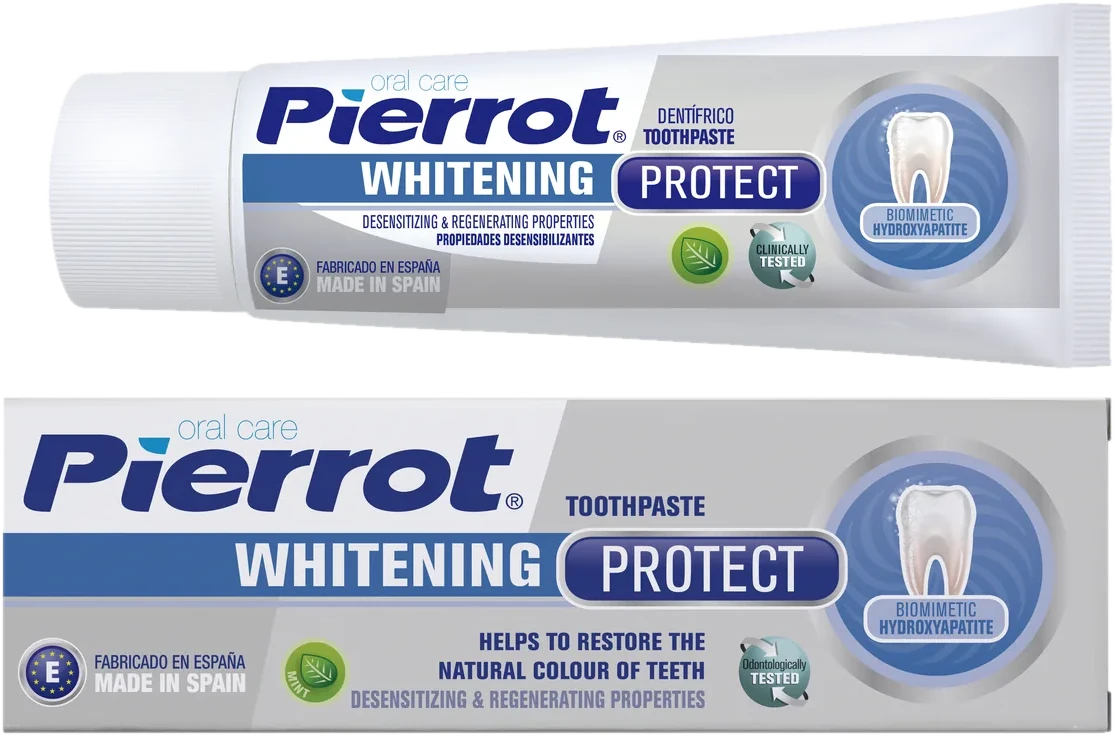 oral care
Pierrot®
DENTÍFRICO
TOOTHPASTE
WHITENING PROTECT
DESENSITIZING & REGENERATING PROPERTIES
PROPIEDADES DESENSIBILIZANTES
CLINICALLY
TESTED
BIOMIMETIC
HYDROXYAPATITE
E
FABRICADO EN ESPAÑA
MADE IN SPAIN
oral care
Pierrot®
TOOTHPASTE
WHITENING PROTECT
BIOMIMETIC
HYDROXYAPATITE
E
FABRICADO EN ESPAÑA
MADE IN SPAIN
MINT
HELPS TO RESTORE THE
NATURAL COLOUR OF TEETH
DESENSITIZING & REGENERATING PROPERTIES
Odontologically
TESTED